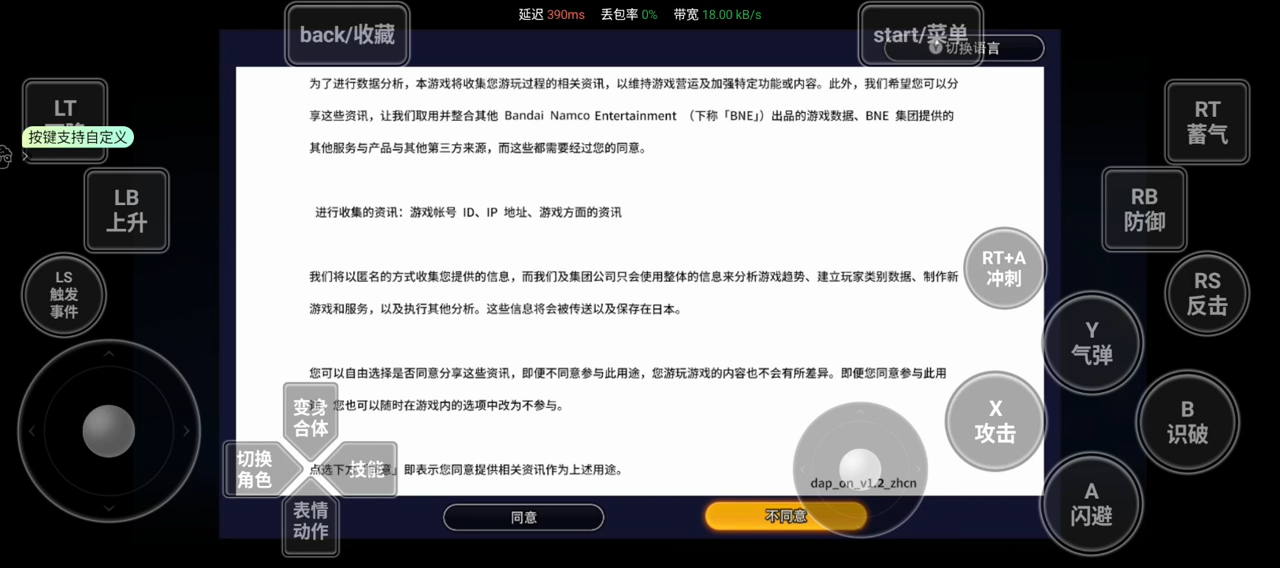 延迟 390ms 丢包率 0% 带宽 18.00 kB/s
back/收藏
start/菜单
切换语言
LT
按键支持自定义
RT
蓄气
LB
上升
RB
防御
LS
触发
事件
RT+A
冲刺
RS
反击
为了进行数据分析，本游戏将收集您游玩过程的相关资讯，以维持游戏营运及加强特定功能或内容。此外，我们希望您可以分
享这些资讯，让我们取用并整合其他 Bandai Namco Entertainment （下称「BNE」）出品的游戏数据、BNE 集团提供的
其他服务与产品与其他第三方来源，而这些都需要经过您的同意。
进行收集的资讯：游戏帐号 ID、IP 地址、游戏方面的资讯
我们将以匿名的方式收集您提供的信息，而我们及集团公司只会使用整体的信息来分析游戏趋势、建立玩家类别数据、制作新
游戏和服务，以及执行其他分析。这些信息将会被传送以及保存在日本。
您可以自由选择是否同意分享这些资讯，即便不同意参与此用途，您游玩游戏的内容也不会有所差异。即便您同意参与此用
您也可以随时在游戏内的选项中改为不参与。
点选下 意」即表示您同意提供相关资讯作为上述用途。
Y
气弹
X
攻击
B
识破
A
闪避
变身
合体
切换
角色
技能
表情
动作
dap_on_v1.2_zhcn
同意
不同意